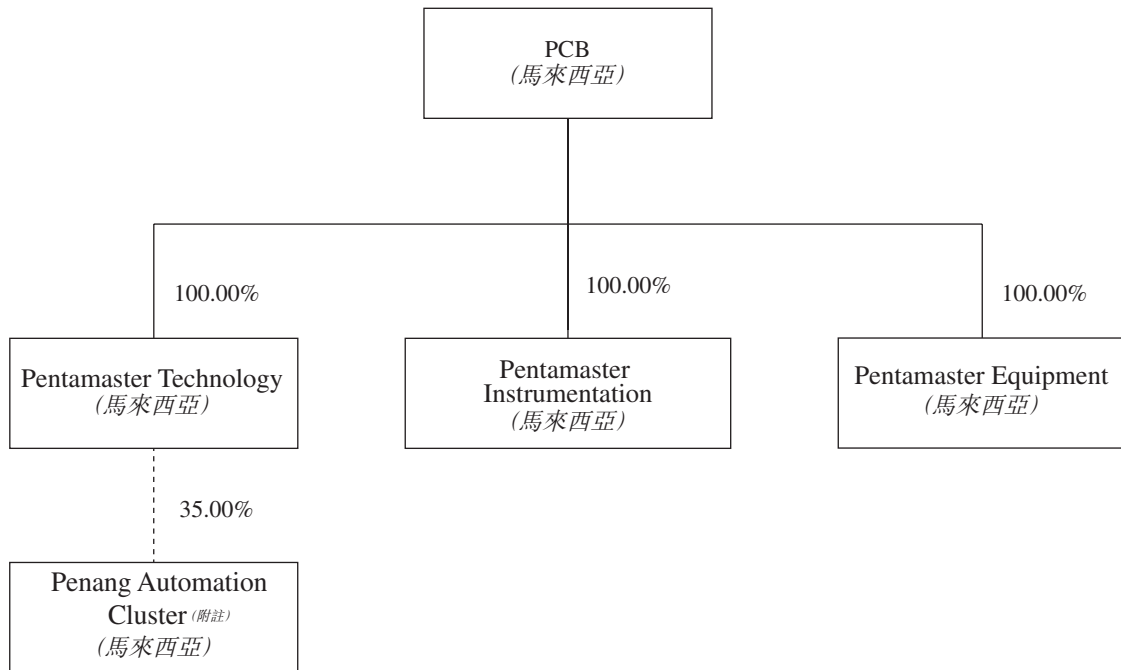 PCB
(馬來西亞)
100.00%
100.00%
100.00%
Pentamaster Technology
(馬來西亞)
Pentamaster
Instrumentation
(馬來西亞)
Pentamaster Equipment
(馬來西亞)
35.00%
Penang Automation
Cluster (附註)
(馬來西亞)